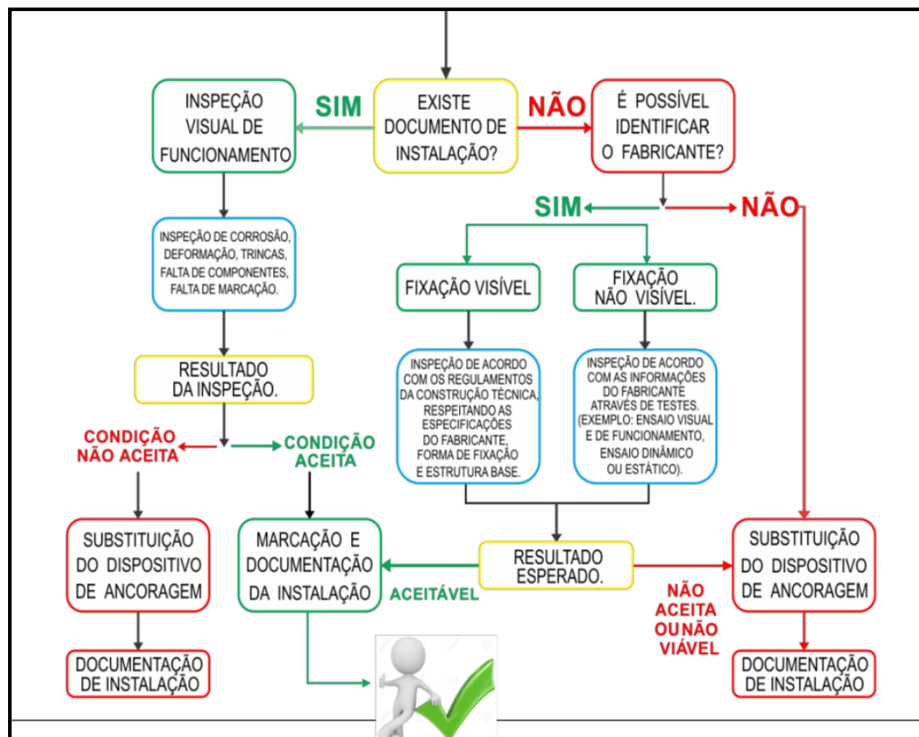 INSPEÇÃO
VISUAL DE
FUNCIONAMENTO
SIM
EXISTE
DOCUMENTO DE
INSTALAÇÃO?
NÃO
É POSSÍVEL
IDENTIFICAR
O FABRICANTE?
INSPEÇÃO DE CORROSÃO,
DEFORMAÇÃO, TRINCAS,
FALTA DE COMPONENTES,
FALTA DE MARCAÇÃO.
SIM
NÃO
FIXAÇÃO VISÍVEL
FIXAÇÃO
NÃO VISÍVEL.
RESULTADO
DA INSPEÇÃO.
INSPEÇÃO DE ACORDO
COM OS REGULAMENTOS
DA CONSTRUÇÃO TÉCNICA,
RESPEITANDO AS
ESPECIFICAÇÕES
DO FABRICANTE,
FORMA DE FIXAÇÃO
E ESTRUTURA BASE.
INSPEÇÃO DE ACORDO
COM AS INFORMAÇÕES
DO FABRICANTE
ATRAVÉS DE TESTES.
(EXEMPLO: ENSAIO VISUAL
E DE FUNCIONAMENTO,
ENSAIO DINÂMICO
OU ESTÁTICO).
CONDIÇÃO
NÃO ACEITA
CONDIÇÃO
ACEITA
SUBSTITUIÇÃO
DO DISPOSITIVO
DE ANCORAGEM
MARCAÇÃO E
DOCUMENTAÇÃO
DA INSTALAÇÃO
ACEITÁVEL
RESULTADO
ESPERADO.
NÃO
ACEITA
OU NÃO
VIÁVEL
SUBSTITUIÇÃO
DO DISPOSITIVO
DE ANCORAGEM
DOCUMENTAÇÃO
DE INSTALAÇÃO
DOCUMENTAÇÃO
DE INSTALAÇÃO